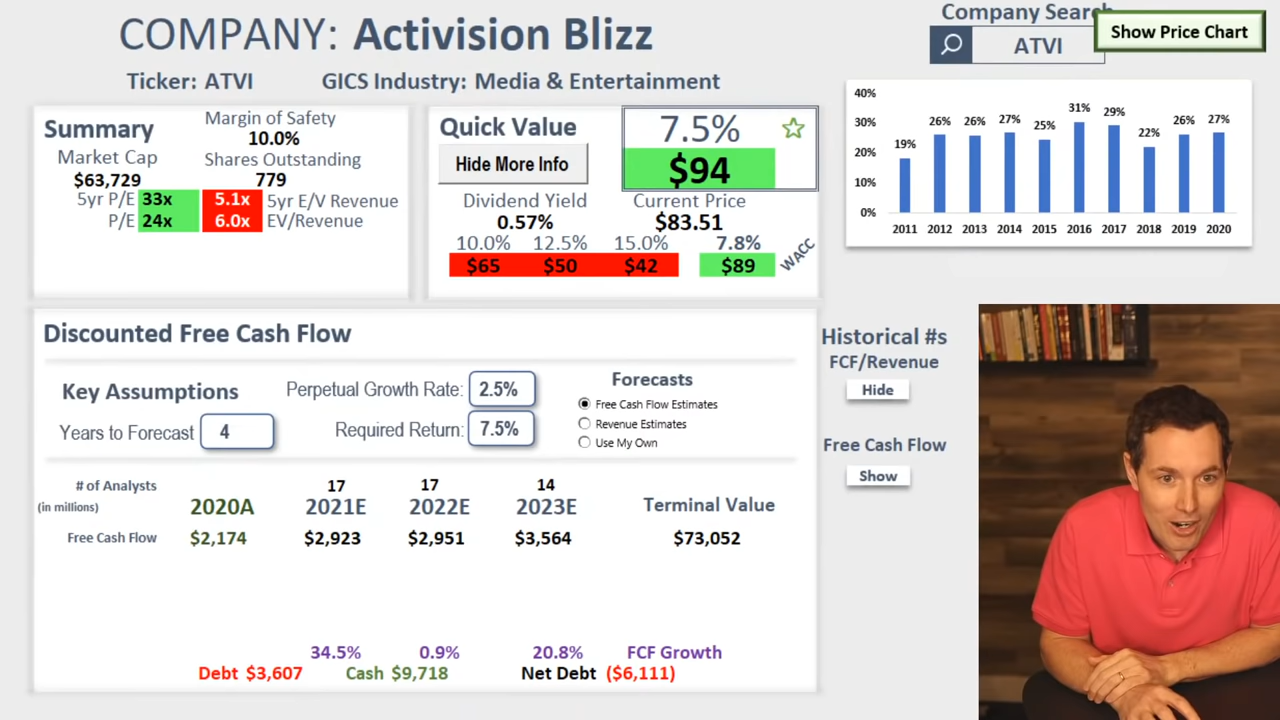 COMPANY: Activision Blizz
Ticker: ATVI GICS Industry: Media & Entertainment
Company Search
ATVI
Show Price Chart
Summary
Margin of Safety
10.0%
Market Cap
$63,729
Shares Outstanding
779
5yr P/E 33x 5.1x 5yr E/V Revenue
P/E 24x 6.0x EV/Revenue
Quick Value
Hide More Info
7.5%
$94
Dividend Yield
0.57%
Current Price
$83.51
10.0% 12.5% 15.0% 7.8%
$65 $50 $42 $89 WACC
40%
30%
20%
10%
0%
19% 26% 26% 27% 25% 31% 29% 22% 26% 27%
2011 2012 2013 2014 2015 2016 2017 2018 2019 2020
Discounted Free Cash Flow
Key Assumptions
Years to Forecast 4
Perpetual Growth Rate: 2.5%
Required Return: 7.5%
Forecasts
Free Cash Flow Estimates
Revenue Estimates
Use My Own
# of Analysts 17 17 14
(in millions) 2020A 2021E 2022E 2023E Terminal Value
Free Cash Flow $2,174 $2,923 $2,951 $3,564 $73,052
34.5% 0.9% 20.8% FCF Growth
Debt $3,607 Cash $9,718 Net Debt ($6,111)
Historical #s
FCF/Revenue
Hide
Free Cash Flow
Show